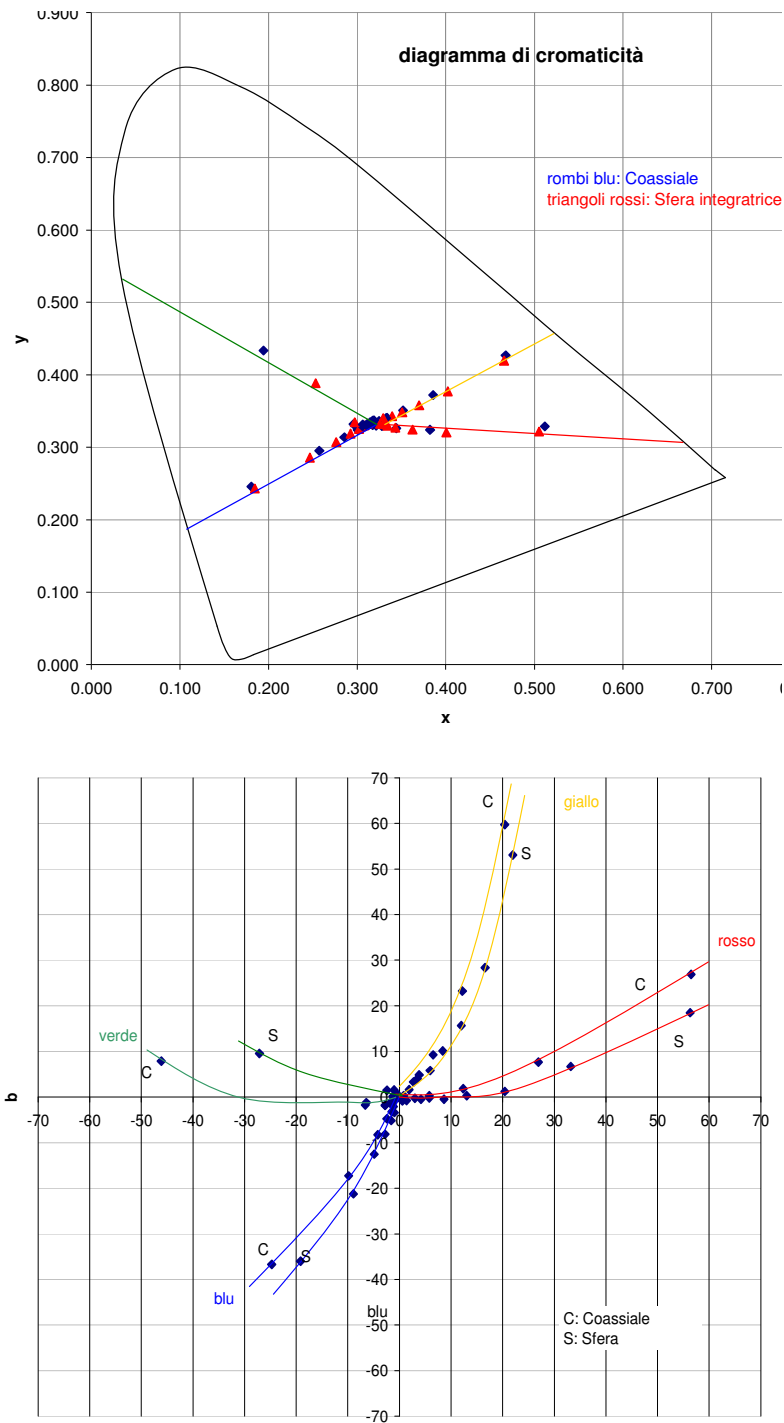 0.900
diagramma di cromaticità
0.800
0.700
rombi blu: Coassiale
triangoli rossi: Sfera integratrice
0.600
0.500
y
0.400
0.300
0.200
0.100
0.000
0.000 0.100 0.200 0.300 0.400 0.500 0.600 0.700
x
70
C giallo
60
S
50
40
rosso
30
C
20
verde S
10
S
C
b
0
-70 -60 -50 -40 -30 -20 -10 0 10 20 30 40 50 60 70
-10
-20
-30
C
S
-40
blu
blu
C: Coassiale
-50
S: Sfera
-60
-70